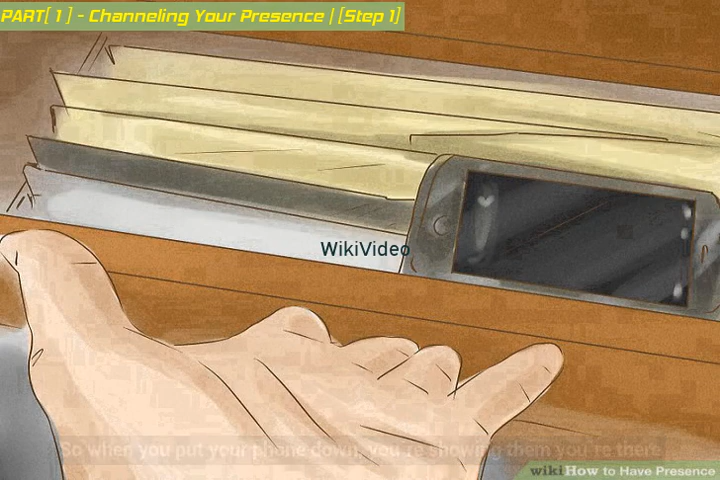 PART[ 1 ] - Channeling Your Presence | [Step 1]
WikiVideo
So when you put your phone down, you're showing them you're there
wikiHow to Have Presence